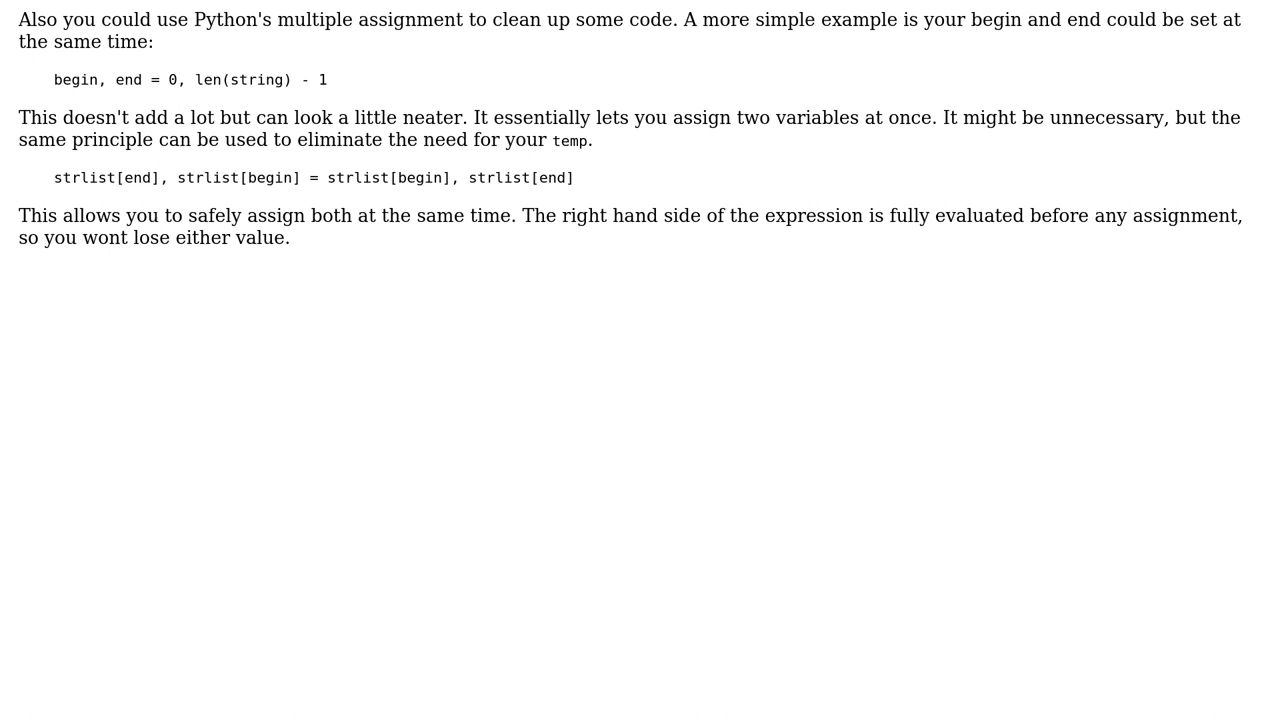 Also you could use Python's multiple assignment to clean up some code. A more simple example is your begin and end could be set at
the same time:
begin, end = 0, len(string) - 1
This doesn't add a lot but can look a little neater. It essentially lets you assign two variables at once. It might be unnecessary, but the
same principle can be used to eliminate the need for your temp.
strlist[end], strlist[begin] = strlist[begin], strlist[end]
This allows you to safely assign both at the same time. The right hand side of the expression is fully evaluated before any assignment,
so you wont lose either value.